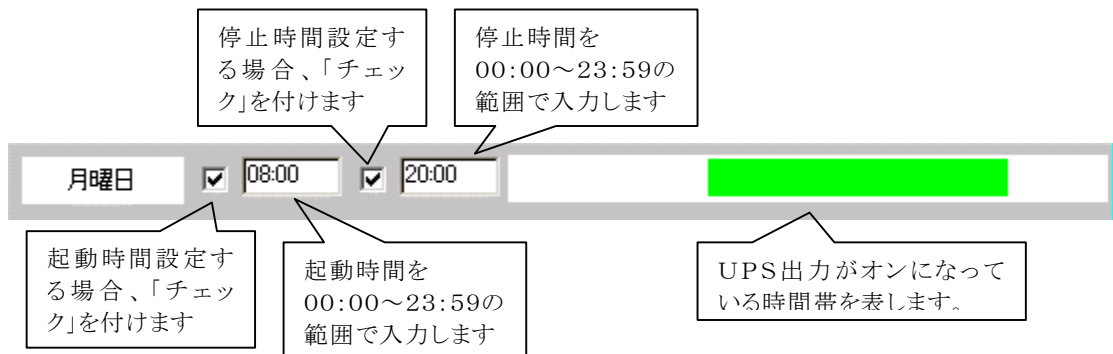 停止時間設定す
る場合、「チェッ
ク」を付けます
停止時間を
00:00～23:59の
範囲で入力します
月曜日
08:00
20:00
起動時間設定す
る場合、「チェッ
ク」を付けます
起動時間を
00:00～23:59の
範囲で入力します
UPS出力がオンになって
いる時間帯を表します。